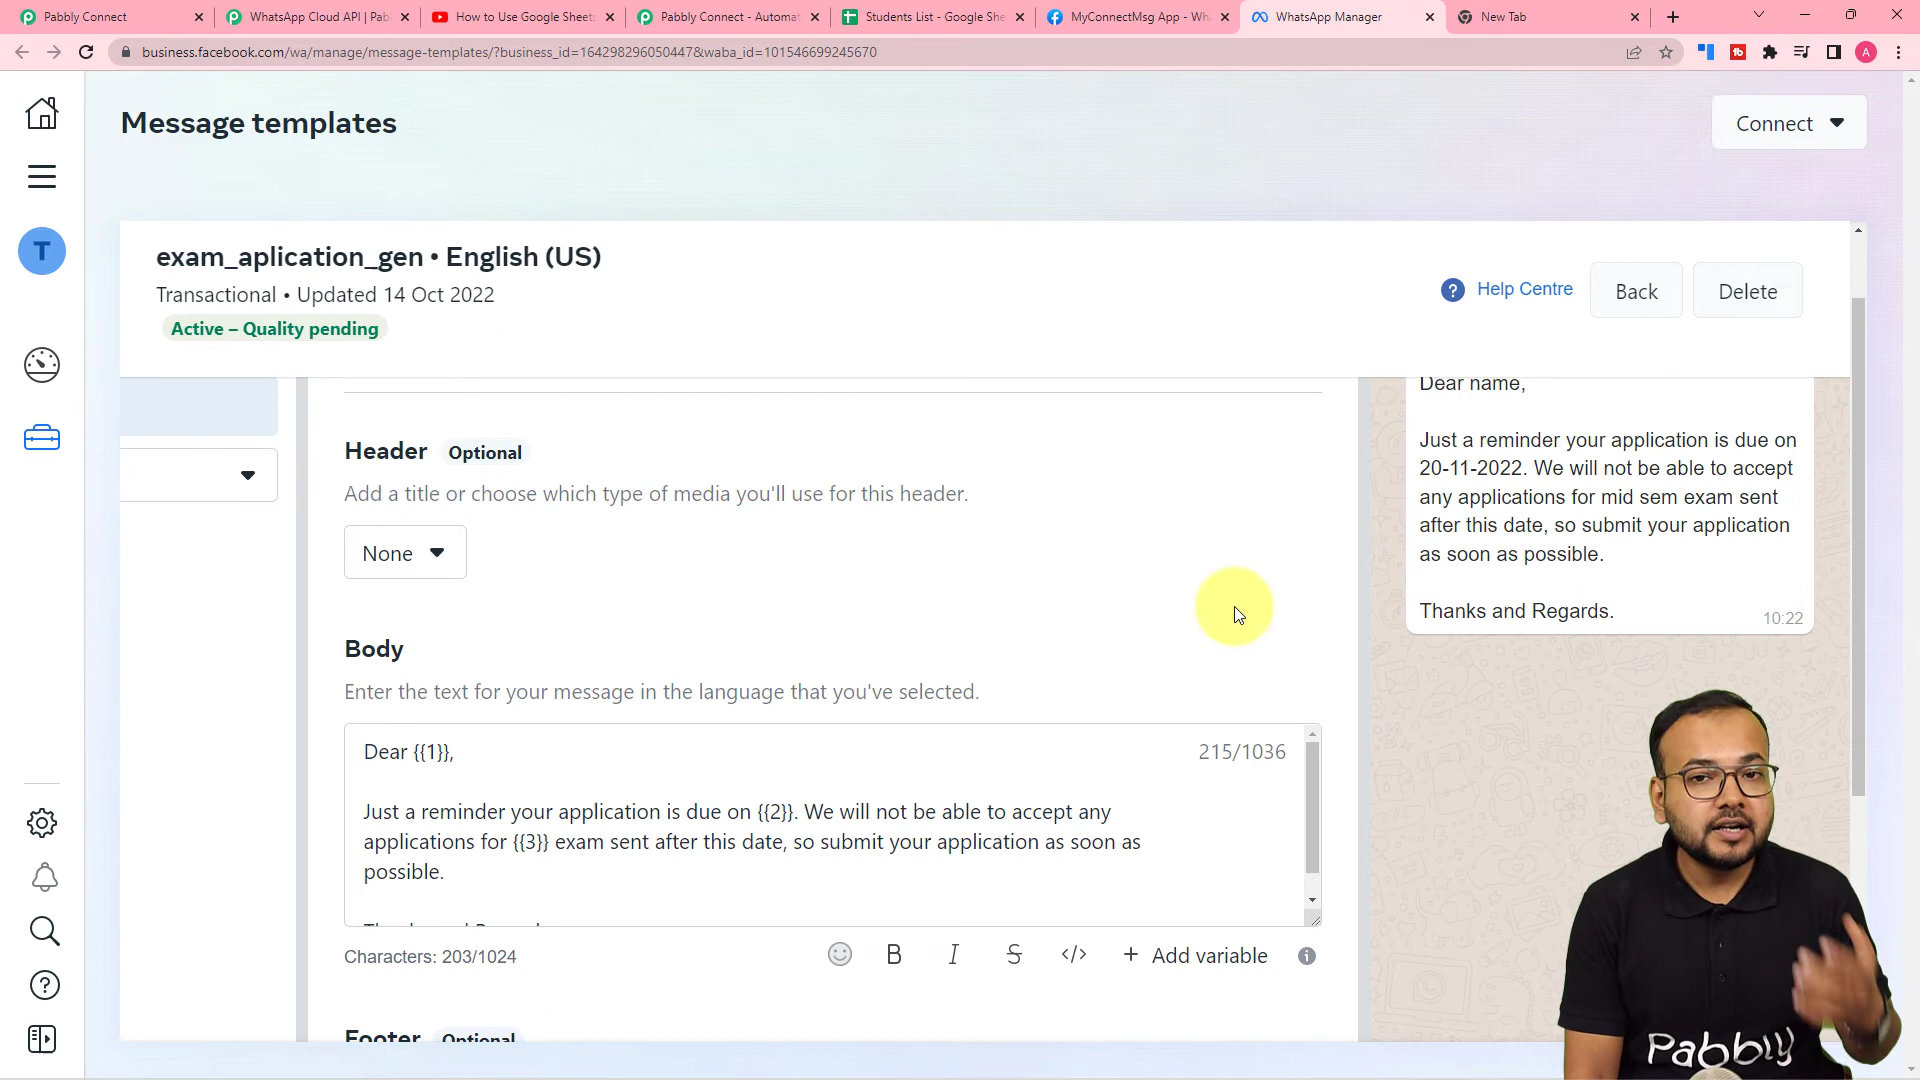 Pabbly Connect
WhatsApp Cloud API | Pab
How to Use Google Sheet
Pabbly Connect - Automat
Students List - Google She
MyConnectMsg App - Wh
WhatsApp Manager
New Tab
business.facebook.com/wa/manage/message-templates/?business_id=164298296050447&waba_id=101546699245670
A
Message templates
Connect
T
exam_aplication_gen • English (US)
Transactional • Updated 14 Oct 2022
Active – Quality pending
Help Centre
Back
Delete
Header Optional
Add a title or choose which type of media you'll use for this header.
None
Body
Enter the text for your message in the language that you've selected.
Dear {{1}},
215/1036
Just a reminder your application is due on {{2}}. We will not be able to accept any
applications for {{3}} exam sent after this date, so submit your application as soon as
possible.
Characters: 203/1024
B I S </> + Add variable
Footer Optional
Dear name,
Just a reminder your application is due on
20-11-2022. We will not be able to accept
any applications for mid sem exam sent
after this date, so submit your application
as soon as possible.
Thanks and Regards.
10:22
Pabbly